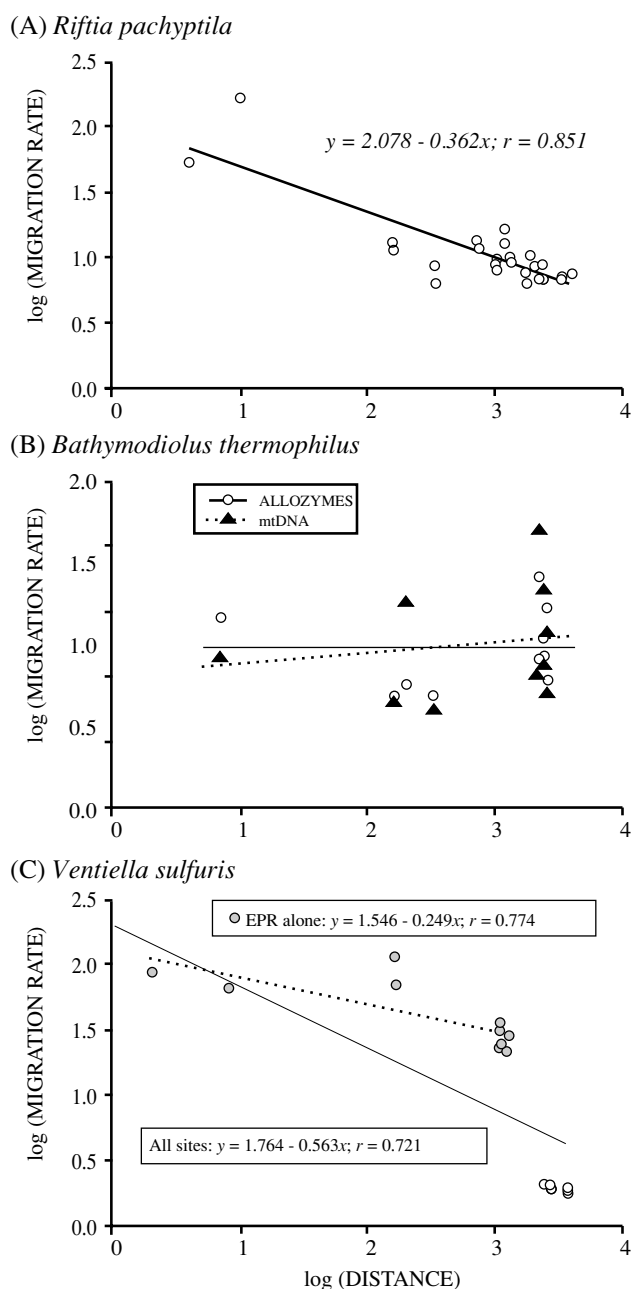 (A) Riftia pachyptila
log (MIGRATION RATE)
2.5
2.0
1.5
1.0
0.5
0.0
y = 2.078 - 0.362x; r = 0.851
0 1 2 3 4
(B) Bathymodiolus thermophilus
log (MIGRATION RATE)
2.0
1.5
1.0
0.5
0.0
ALLOZYMES
mtDNA
0 1 2 3 4
(C) Ventiella sulfuris
log (MIGRATION RATE)
2.5
2.0
1.5
1.0
0.5
0.0
EPR alone: y = 1.546 - 0.249x; r = 0.774
All sites: y = 1.764 - 0.563x; r = 0.721
0 1 2 3 4
log (DISTANCE)